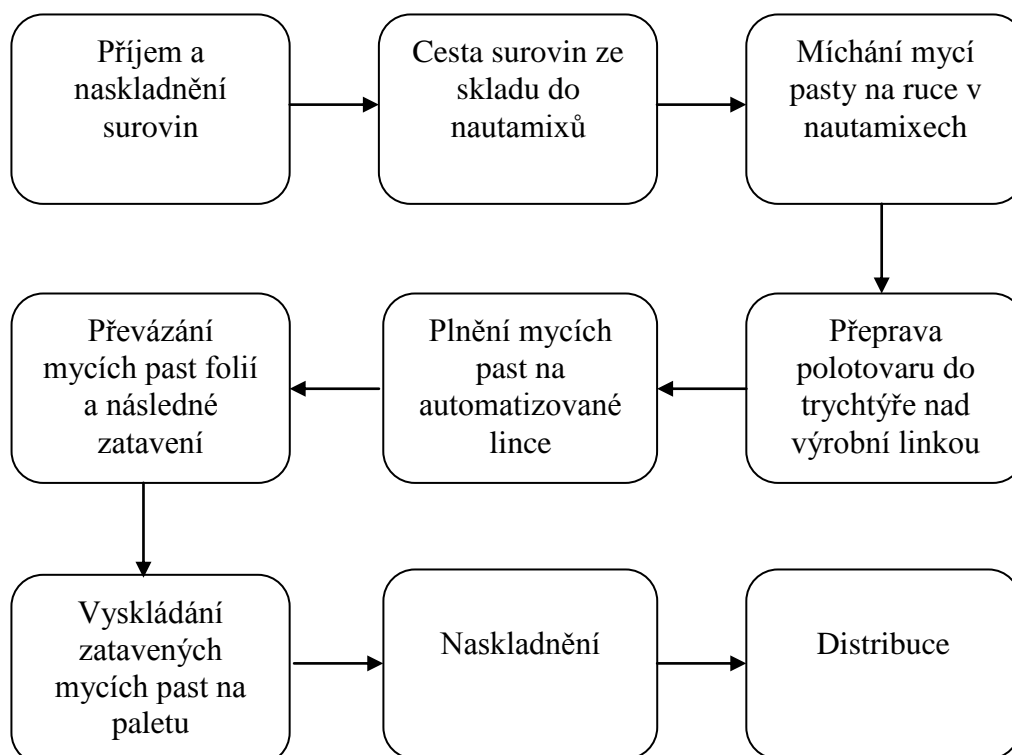 Příjem a
naskladnění
surovin
Cesta surovin ze
skladu do
nautamixů
Míchání mycí
pasty na ruce v
nautamixech
Přeprava
polotovaru do
trychtýře nad
výrobní linkou
Plnění mycích
past na
automatizované
lince
Převázání
mycích past folií
a následné
zatavení
Vyskládání
zatavených
mycích past na
paletu
Naskladnění
Distribuce